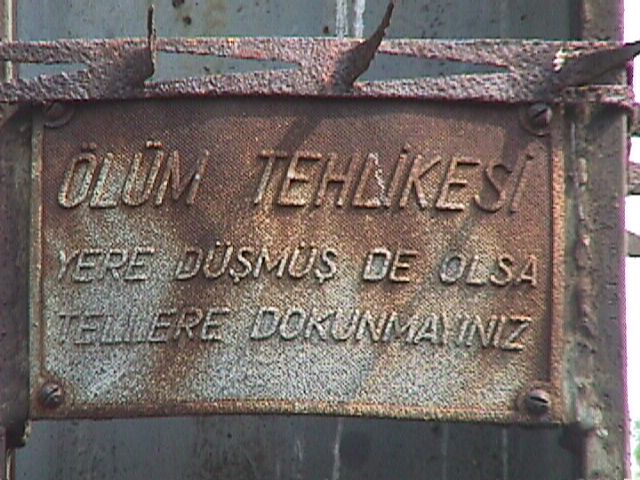 ÖLÜM TEHLİKESİ
YERE DÜŞMÜŞ DE OLSA
TELLERE DOKUNMAYINIZ